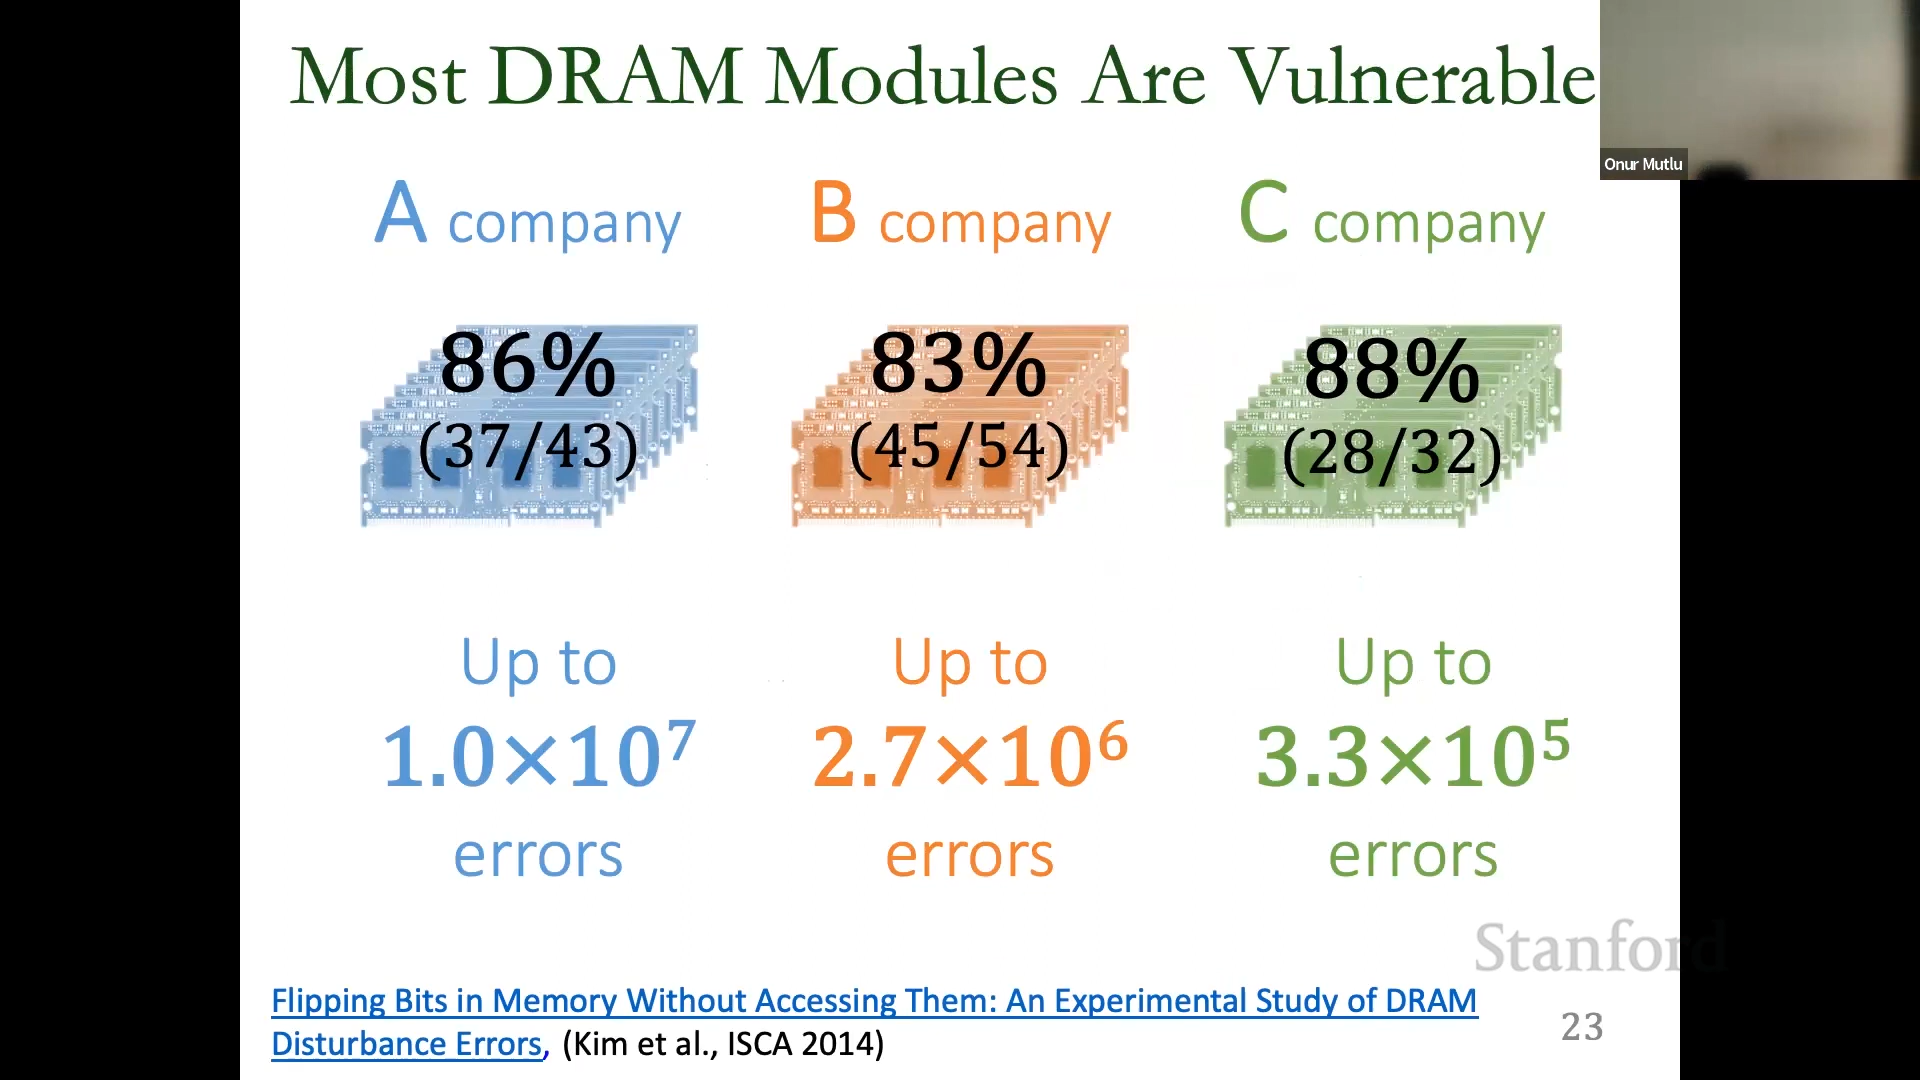 Most DRAM Modules Are Vulnerable
Onur Mutlu
A company
B company
C company
86%
(37/43)
83%
(45/54)
88%
(28/32)
Up to
1.0×10⁷
errors
Up to
2.7×10⁶
errors
Up to
3.3×10⁵
errors
Stanford
Flipping Bits in Memory Without Accessing Them: An Experimental Study of DRAM
Disturbance Errors, (Kim et al., ISCA 2014)
23